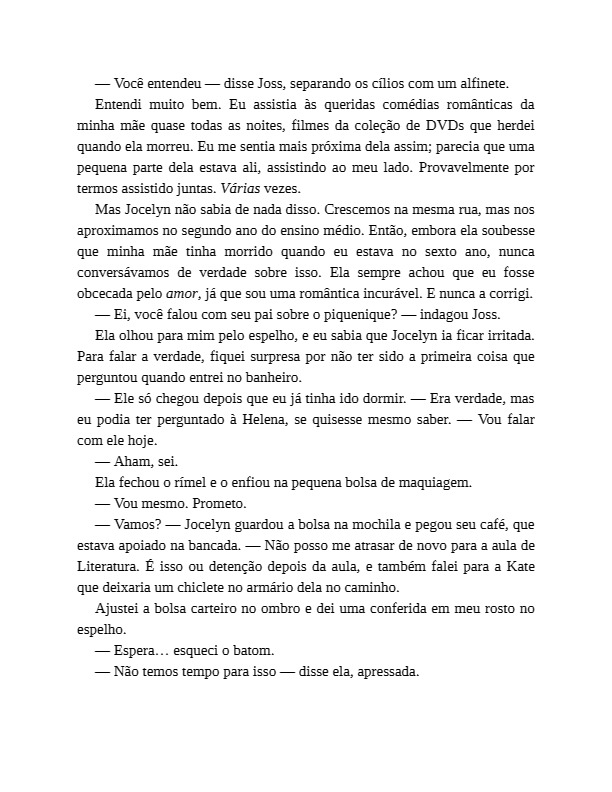 — Você entendeu — disse Joss, separando os cílios com um alfinete.
Entendi muito bem. Eu assistia às queridas comédias românticas da
minha mãe quase todas as noites, filmes da coleção de DVDs que herdei
quando ela morreu. Eu me sentia mais próxima dela assim; parecia que uma
pequena parte dela estava ali, assistindo ao meu lado. Provavelmente por
termos assistido juntas. Várias vezes.
Mas Jocelyn não sabia de nada disso. Crescemos na mesma rua, mas nos
aproximamos no segundo ano do ensino médio. Então, embora ela soubesse
que minha mãe tinha morrido quando eu estava no sexto ano, nunca
conversávamos de verdade sobre isso. Ela sempre achou que eu fosse
obcecada pelo amor, já que sou uma romântica incurável. E nunca a corrigi.
— Ei, você falou com seu pai sobre o piquenique? — indagou Joss.
Ela olhou para mim pelo espelho, e eu sabia que Jocelyn ia ficar irritada.
Para falar a verdade, fiquei surpresa por não ter sido a primeira coisa que
perguntou quando entrei no banheiro.
— Ele só chegou depois que eu já tinha ido dormir. — Era verdade, mas
eu podia ter perguntado à Helena, se quisesse mesmo saber. — Vou falar
com ele hoje.
— Aham, sei.
Ela fechou o rímel e o enfiou na pequena bolsa de maquiagem.
— Vou mesmo. Prometo.
— Vamos? — Jocelyn guardou a bolsa na mochila e pegou seu café, que
estava apoiado na bancada. — Não posso me atrasar de novo para a aula de
Literatura. É isso ou detenção depois da aula, e também falei para a Kate
que deixaria um chiclete no armário dela no caminho.
Ajustei a bolsa carteiro no ombro e dei uma conferida em meu rosto no
espelho.
— Espera… esqueci o batom.
— Não temos tempo para isso — disse ela, apressada.